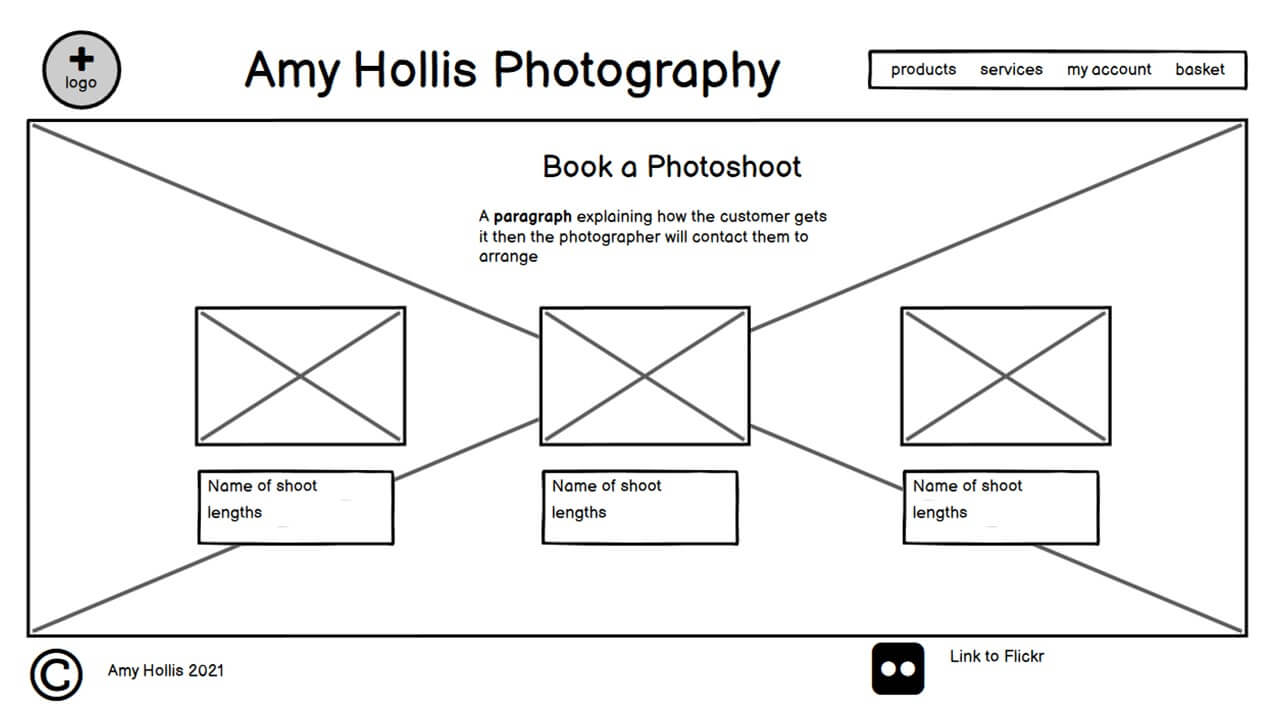 logo
Amy Hollis Photography
products services my account basket
Book a Photoshoot
A paragraph explaining how the customer gets
it then the photographer will contact them to
arrange
Name of shoot
lengths
Name of shoot
lengths
Name of shoot
lengths
© Amy Hollis 2021
Link to Flickr